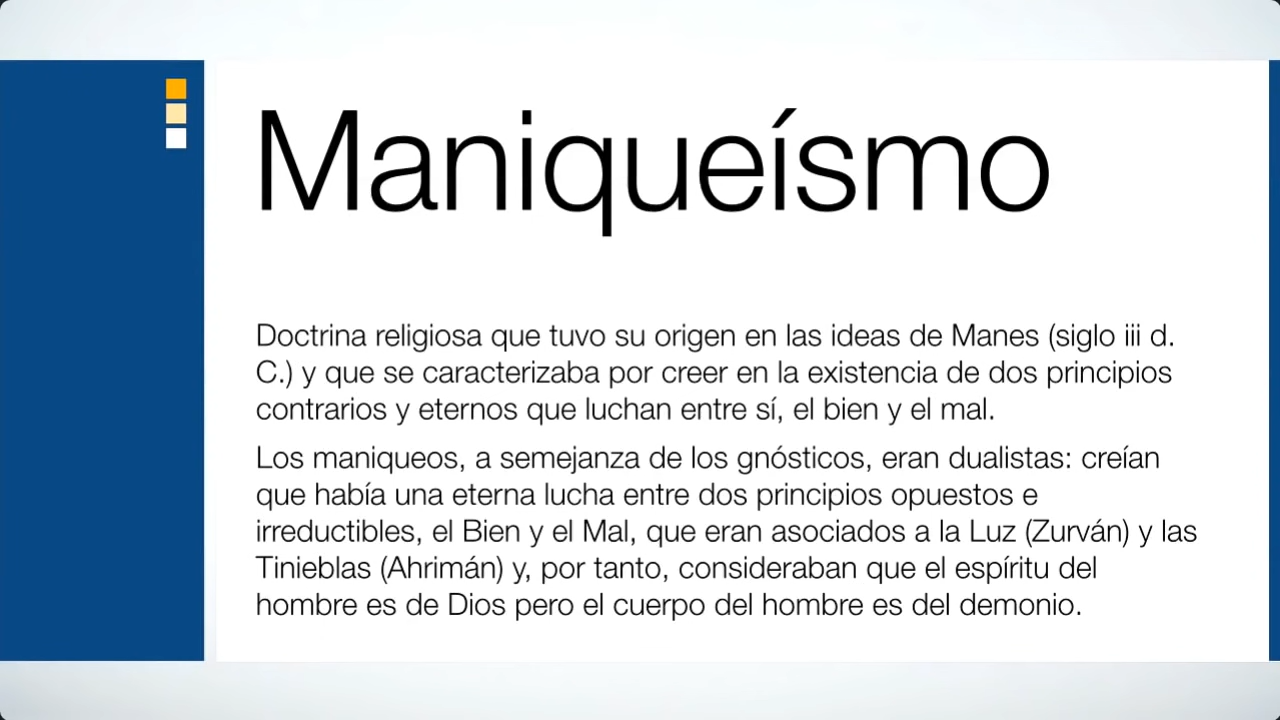 Maniqueísmo
Doctrina religiosa que tuvo su origen en las ideas de Manes (siglo iii d.
C.) y que se caracterizaba por creer en la existencia de dos principios
contrarios y eternos que luchan entre sí, el bien y el mal.
Los maniqueos, a semejanza de los gnósticos, eran dualistas: creían
que había una eterna lucha entre dos principios opuestos e
irreductibles, el Bien y el Mal, que eran asociados a la Luz (Zurván) y las
Tinieblas (Ahrimán) y, por tanto, consideraban que el espíritu del
hombre es de Dios pero el cuerpo del hombre es del demonio.